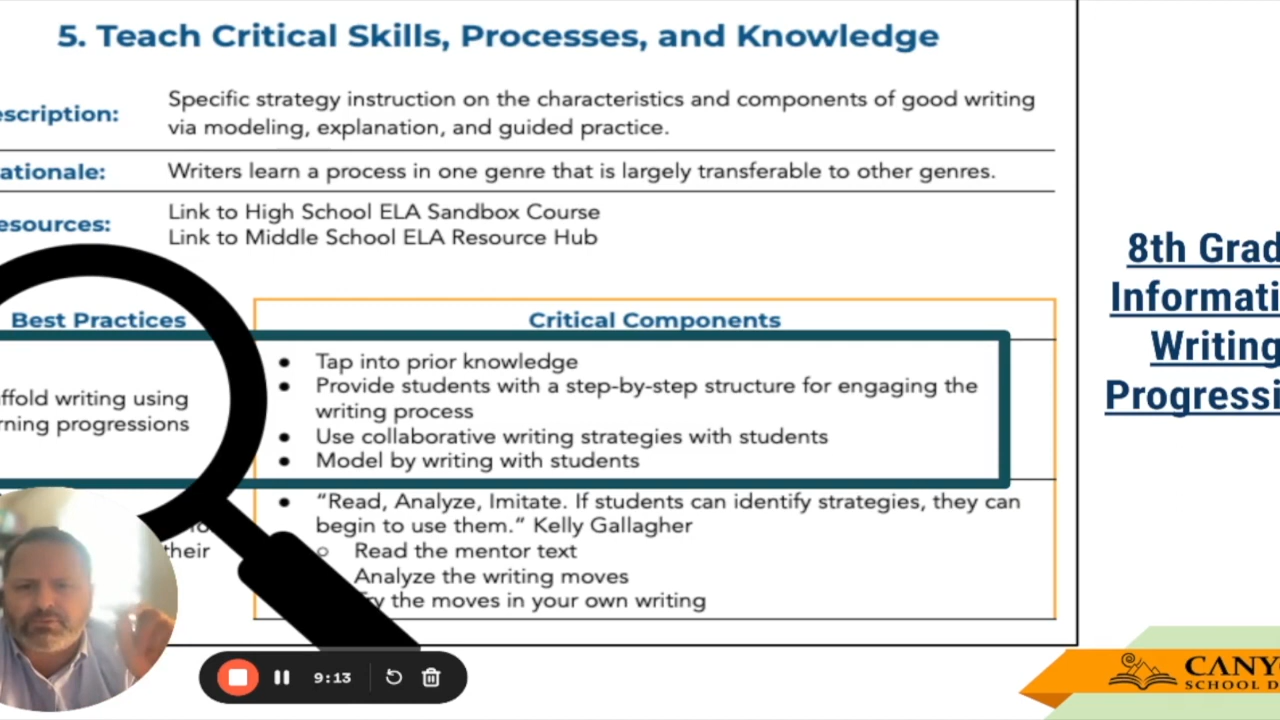 5. Teach Critical Skills, Processes, and Knowledge
escription:
Specific strategy instruction on the characteristics and components of good writing
via modeling, explanation, and guided practice.
ationale:
Writers learn a process in one genre that is largely transferable to other genres.
esources:
Link to High School ELA Sandbox Course
Link to Middle School ELA Resource Hub
Best Practices
Critical Components
ffold writing using
rning progressions
● Tap into prior knowledge
● Provide students with a step-by-step structure for engaging the
writing process
● Use collaborative writing strategies with students
● Model by writing with students
their
● “Read, Analyze, Imitate. If students can identify strategies, they can
begin to use them.” Kelly Gallagher
○ Read the mentor text
Analyze the writing moves
Try the moves in your own writing
8th Grad
Informati
Writing
Progressi
9:13
CANY
SCHOOL D